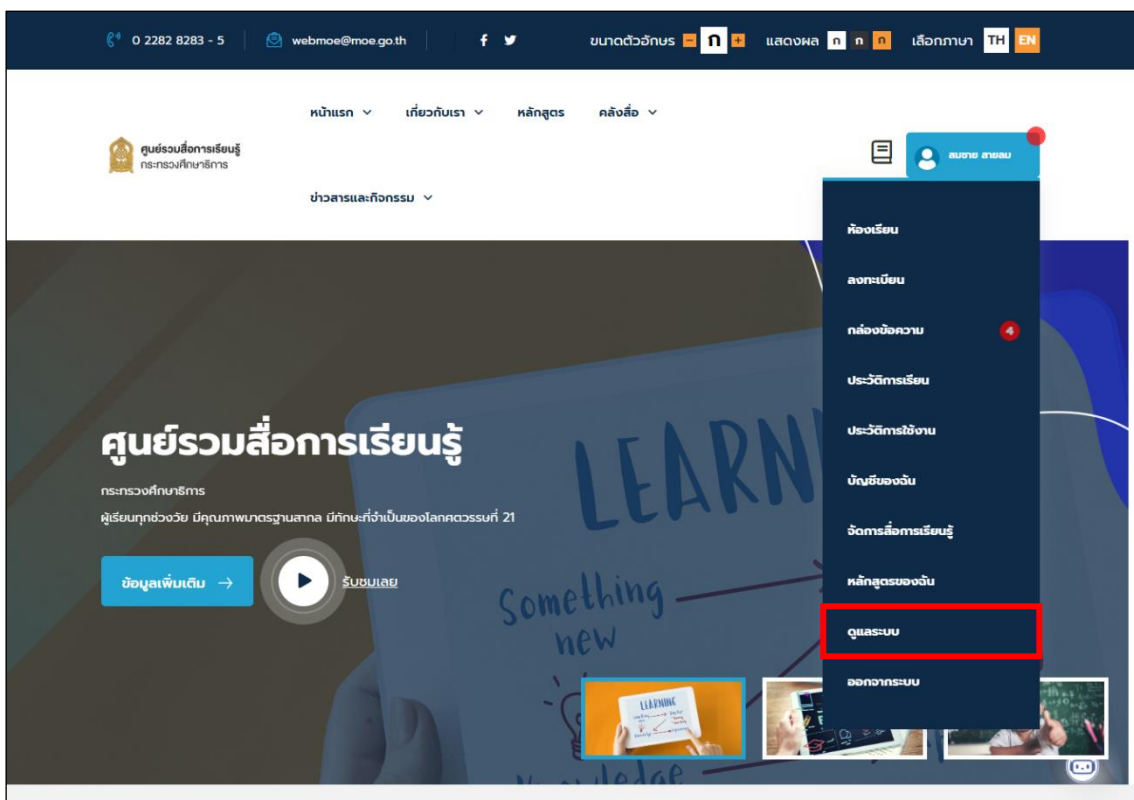 0 2282 8283 - 5
webmoe@moe.go.th
ขนาดตัวอักษร - ก +
แสดงผล ก ก ก
เลือกภาษา TH EN
หน้าแรก
เกี่ยวกับเรา
หลักสูตร
คลังสื่อ
ศูนย์รวมสื่อการเรียนรู้
กระทรวงศึกษาธิการ
สมชาย สายลม
ข่าวสารและกิจกรรม
ห้องเรียน
ลงทะเบียน
กล่องข้อความ 4
ประวัติการเรียน
ประวัติการใช้งาน
บัญชีของฉัน
จัดการสื่อการเรียนรู้
หลักสูตรของฉัน
ดูแลระบบ
ออกจากระบบ
ศูนย์รวมสื่อการเรียนรู้
กระทรวงศึกษาธิการ
ผู้เรียนทุกช่วงวัย มีคุณภาพมาตรฐานสากล มีทักษะที่จำเป็นของโลกศตวรรษที่ 21
ข้อมูลเพิ่มเติม →
รับชมเลย
LEARN
Something
new
LEARNING